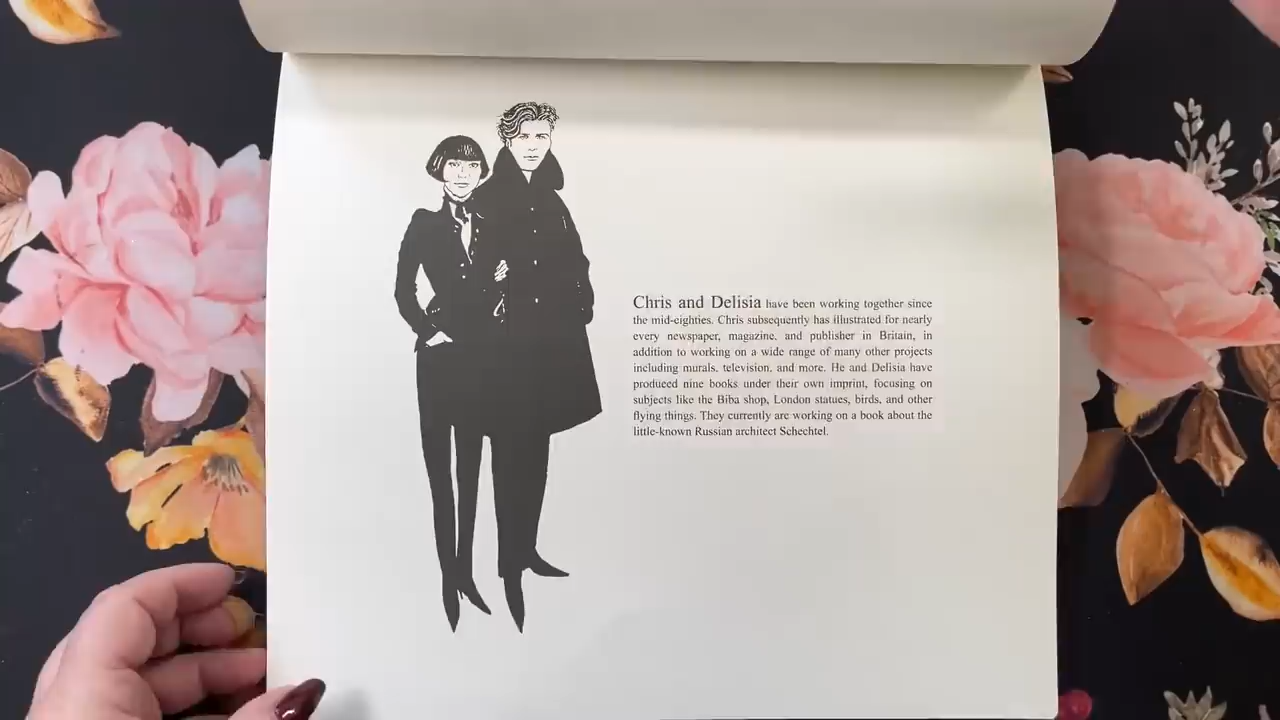 Chris and Delisia have been working together since
the mid-eighties. Chris subsequently has illustrated for nearly
every newspaper, magazine, and publisher in Britain, in
addition to working on a wide range of many other projects
including murals, television, and more. He and Delisia have
produced nine books under their own imprint, focusing on
subjects like the Biba shop, London statues, birds, and other
flying things. They currently are working on a book about the
little-known Russian architect Schechtel.